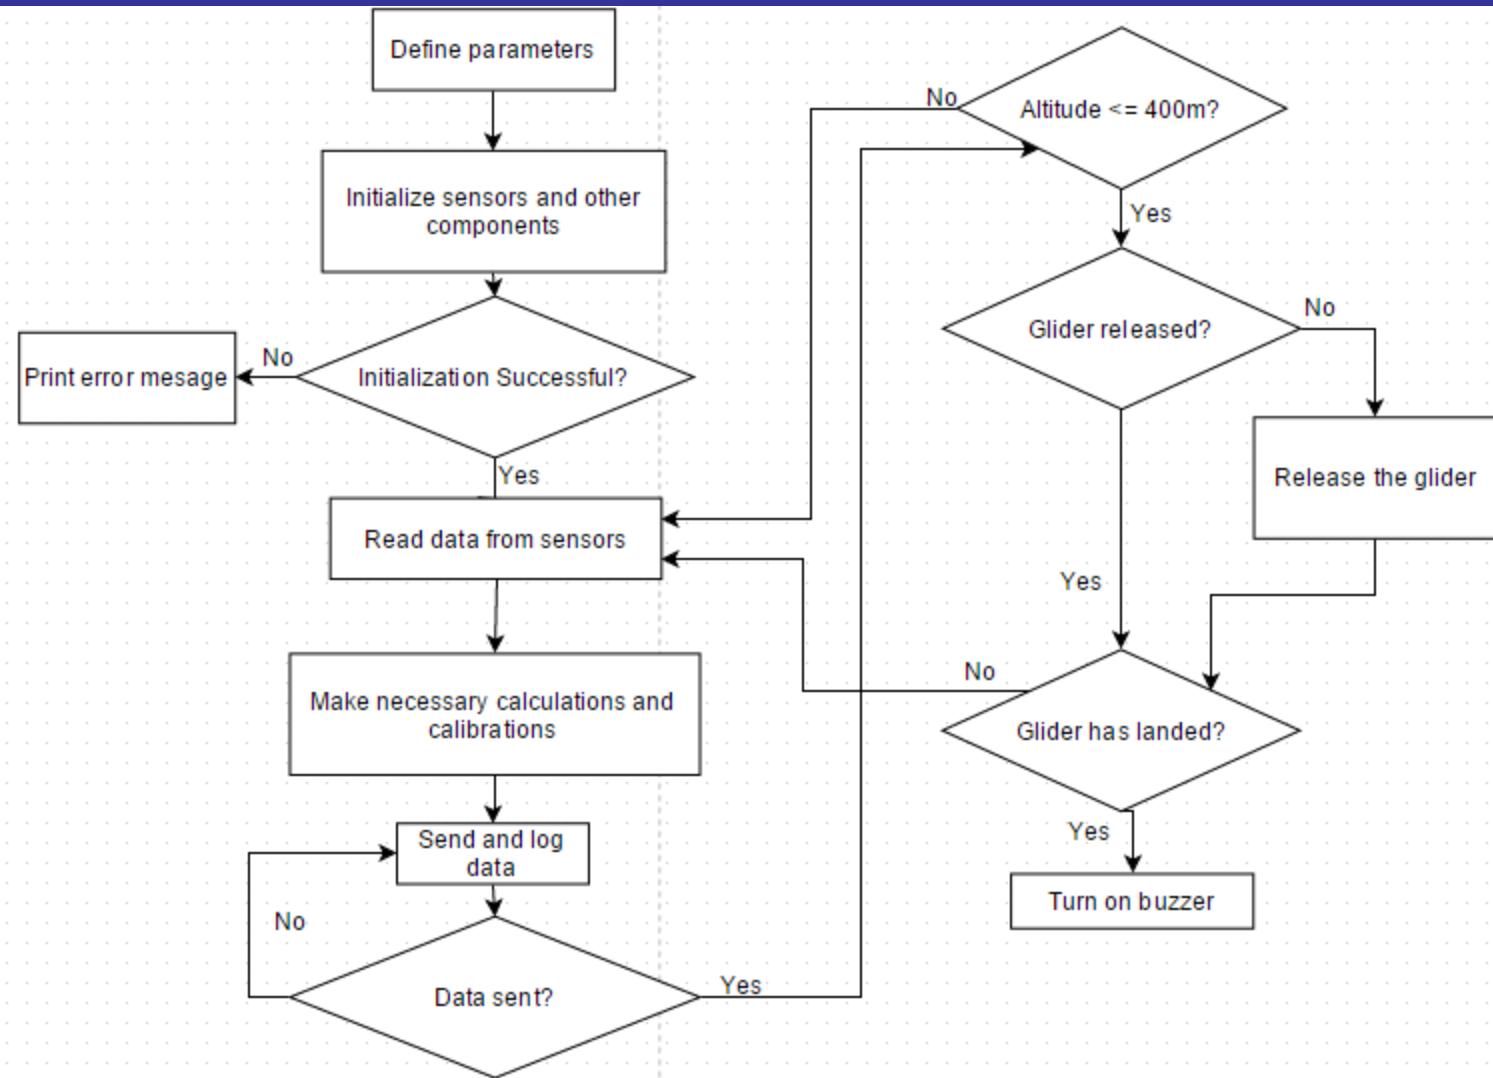 Define parameters
Initialize sensors and other
components
No
Print error mesage
Initialization Successful?
Yes
Read data from sensors
Make necessary calculations and
calibrations
Send and log
data
No
Data sent?
Yes
No
Altitude <= 400m?
Yes
Glider released?
No
Release the glider
Yes
No
Glider has landed?
Yes
Turn on buzzer